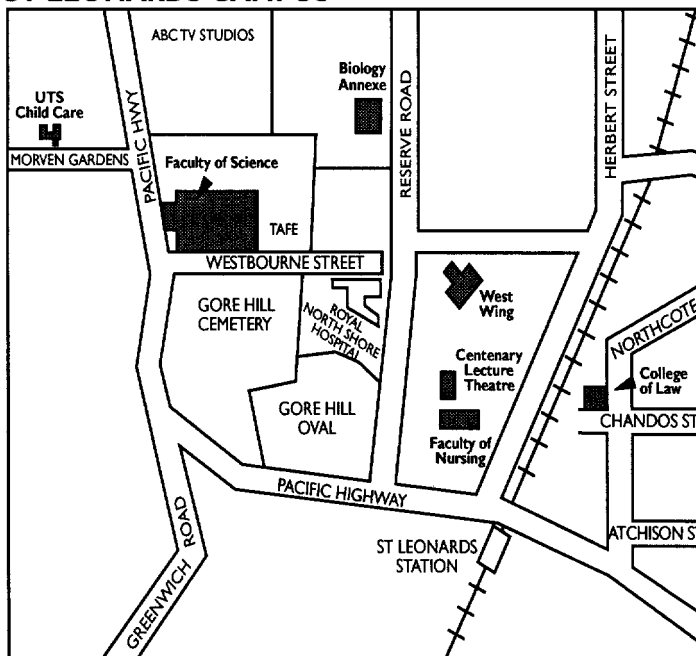 ST LEONARDS CAMPUS
ABC TV STUDIOS
Biology
Annexe
UTS
Child Care
PACIFIC HWY
RESERVE ROAD
HERBERT STREET
MORVEN GARDENS
Faculty of Science
TAFE
WESTBOURNE STREET
GORE HILL
CEMETERY
ROYAL
NORTH SHORE
HOSPITAL
West
Wing
NORTHCOTE
Centenary
Lecture
Theatre
College
of Law
GORE HILL
OVAL
CHANDOS ST
Faculty of
Nursing
PACIFIC HIGHWAY
ATCHISON S
ST LEONARDS
STATION
GREENWICH ROAD